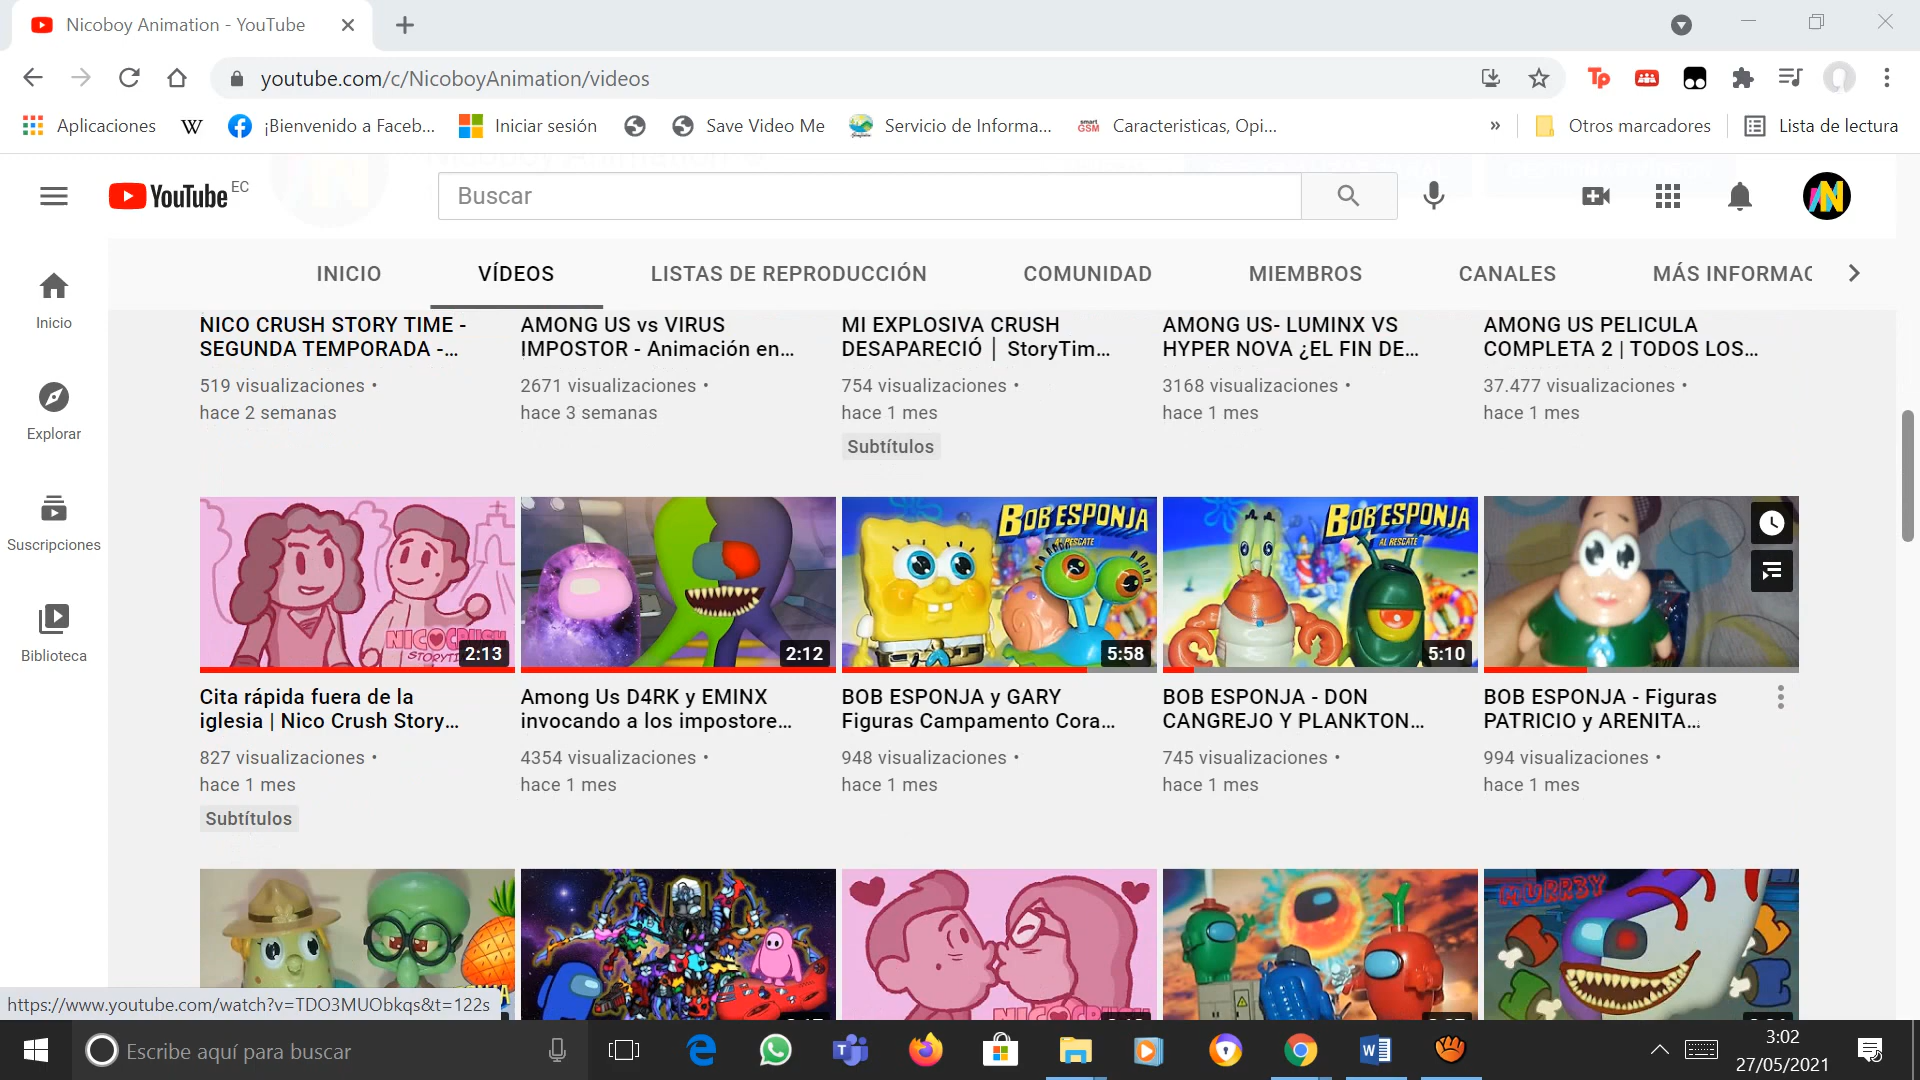 Nicoboy Animation - YouTube
youtube.com/c/NicoboyAnimation/videos
Aplicaciones
W
¡Bienvenido a Faceb...
Iniciar sesión
Save Video Me
Servicio de Informa...
smart GSM
Caracteristicas, Opi...
»
Otros marcadores
Lista de lectura
YouTube EC
Buscar
INICIO
VÍDEOS
LISTAS DE REPRODUCCIÓN
COMUNIDAD
MIEMBROS
CANALES
MÁS INFORMAC
Inicio
Explorar
Suscripciones
Biblioteca
NICO CRUSH STORY TIME -
SEGUNDA TEMPORADA -...
519 visualizaciones •
hace 2 semanas
AMONG US vs VIRUS
IMPOSTOR - Animación en...
2671 visualizaciones •
hace 3 semanas
MI EXPLOSIVA CRUSH
DESAPARECIÓ │ StoryTim...
754 visualizaciones •
hace 1 mes
Subtítulos
AMONG US- LUMINX VS
HYPER NOVA ¿EL FIN DE...
3168 visualizaciones •
hace 1 mes
AMONG US PELICULA
COMPLETA 2 | TODOS LOS...
37.477 visualizaciones •
hace 1 mes
NICOCRUSH
2:13
Cita rápida fuera de la
iglesia | Nico Crush Story...
827 visualizaciones •
hace 1 mes
Subtítulos
2:12
Among Us D4RK y EMINX
invocando a los impostore...
4354 visualizaciones •
hace 1 mes
BOB ESPONJA
AL RESCATE
5:58
BOB ESPONJA y GARY
Figuras Campamento Cora...
948 visualizaciones •
hace 1 mes
BOB ESPONJA
AL RESCATE
5:10
BOB ESPONJA - DON
CANGREJO Y PLANKTON...
745 visualizaciones •
hace 1 mes
BOB ESPONJA - Figuras
PATRICIO y ARENITA...
994 visualizaciones •
hace 1 mes
MURR3Y
https://www.youtube.com/watch?v=TDO3MUObkqs&t=122s
Escribe aquí para buscar
3:02
27/05/2021